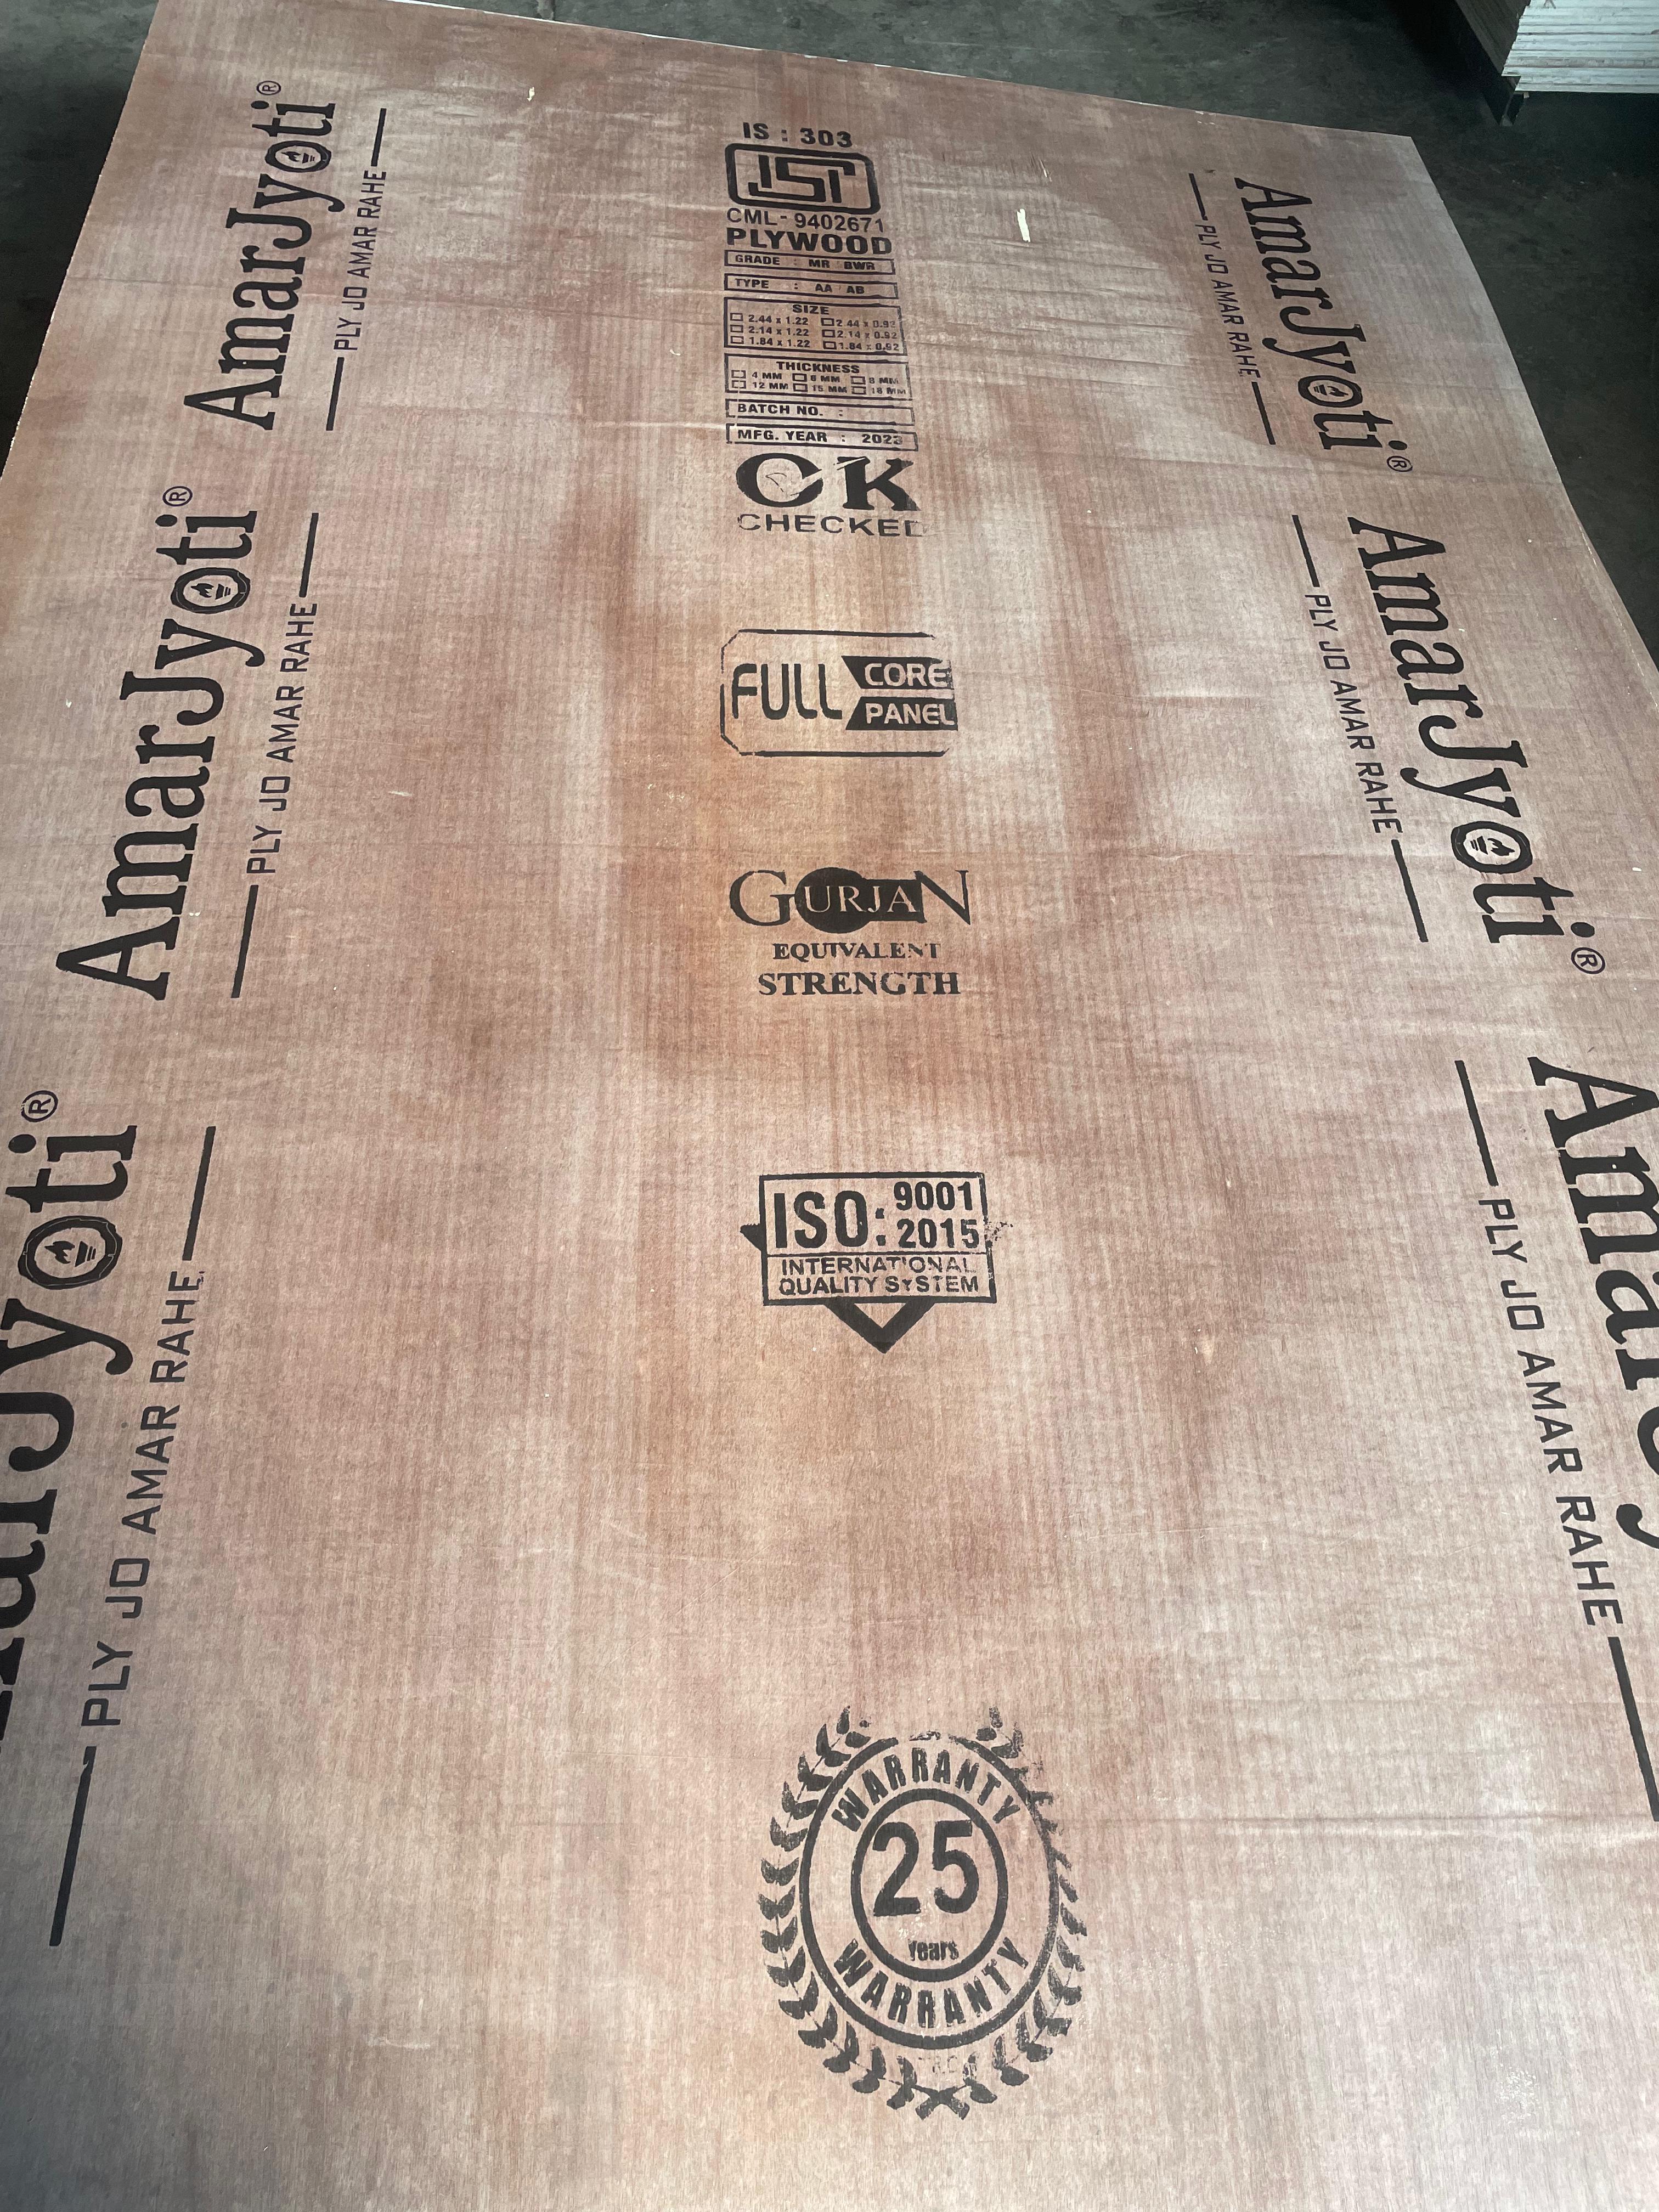 AmarJyoti®
PLY JO AMAR RAHE
AmarJyoti®
PLY JO AMAR RAHE
Jyoti®
PLY JO AMAR RAHE
IS : 303
ISI
CML- 9402671
PLYWOOD
GRADE : MR BWR
TYPE : AA AB
SIZE
2.44 x 1.22 2.44 x 0.92
2.14 x 1.22 2.14 x 0.92
1.84 x 1.22 1.84 x 0.92
THICKNESS
4 MM 6 MM 8 MM
12 MM 15 MM 18 MM
BATCH NO. :
MFG. YEAR : 2023
OK
CHECKED
FULL CORE
PANEL
GURJAN
EQUIVALENT
STRENGTH
ISO: 9001
2015
INTERNATIONAL
QUALITY SYSTEM
WARRANTY
25
Years
WARRANTY
AmarJyoti®
PLY JO AMAR RAHE
AmarJyoti®
PLY JO AMAR RAHE
Amar
PLY JO AMAR RAHE